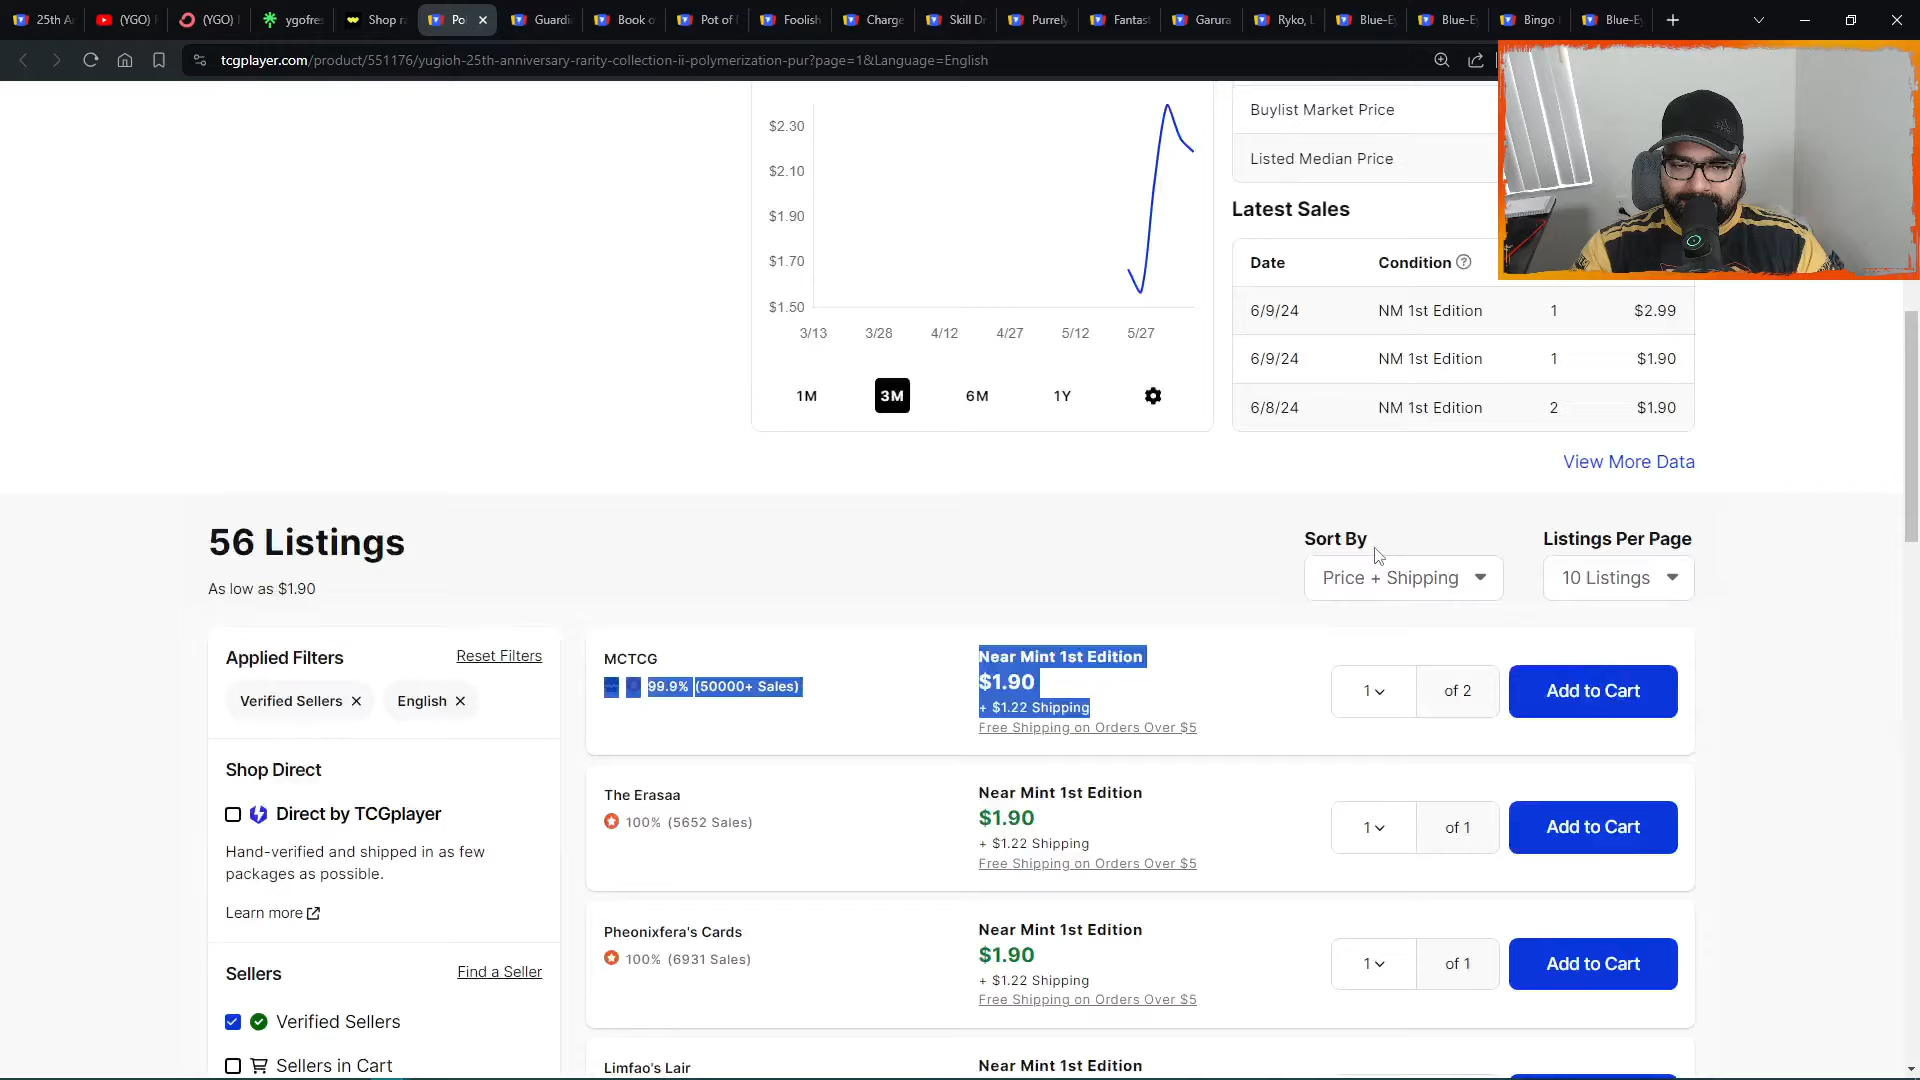 25th An
(YGO)
(YGO)
ygofres
Shop ra
Po
Guardi
Book o
Pot of
Foolish
Charge
Skill Dr
Purrely
Fantas
Garura
Ryko, L
Blue-Ey
Blue-Ey
Bingo
Blue-Ey
tcgplayer.com/product/551176/yugioh-25th-anniversary-rarity-collection-ii-polymerization-pur?page=1&Language=English
$2.30
$2.10
$1.90
$1.70
$1.50
3/13 3/28 4/12 4/27 5/12 5/27
1M 3M 6M 1Y
Buylist Market Price
Listed Median Price
Latest Sales
Date Condition
6/9/24 NM 1st Edition 1 $2.99
6/9/24 NM 1st Edition 1 $1.90
6/8/24 NM 1st Edition 2 $1.90
View More Data
56 Listings
As low as $1.90
Sort By
Price + Shipping
Listings Per Page
10 Listings
Applied Filters Reset Filters
Verified Sellers English
Shop Direct
Direct by TCGplayer
Hand-verified and shipped in as few
packages as possible.
Learn more
Sellers Find a Seller
Verified Sellers
Sellers in Cart
MCTCG
99.9% (50000+ Sales)
Near Mint 1st Edition
$1.90
+ $1.22 Shipping
Free Shipping on Orders Over $5
1 of 2
Add to Cart
The Erasaa
100% (5652 Sales)
Near Mint 1st Edition
$1.90
+ $1.22 Shipping
Free Shipping on Orders Over $5
1 of 1
Add to Cart
Pheonixfera's Cards
100% (6931 Sales)
Near Mint 1st Edition
$1.90
+ $1.22 Shipping
Free Shipping on Orders Over $5
1 of 1
Add to Cart
Limfao's Lair
Near Mint 1st Edition